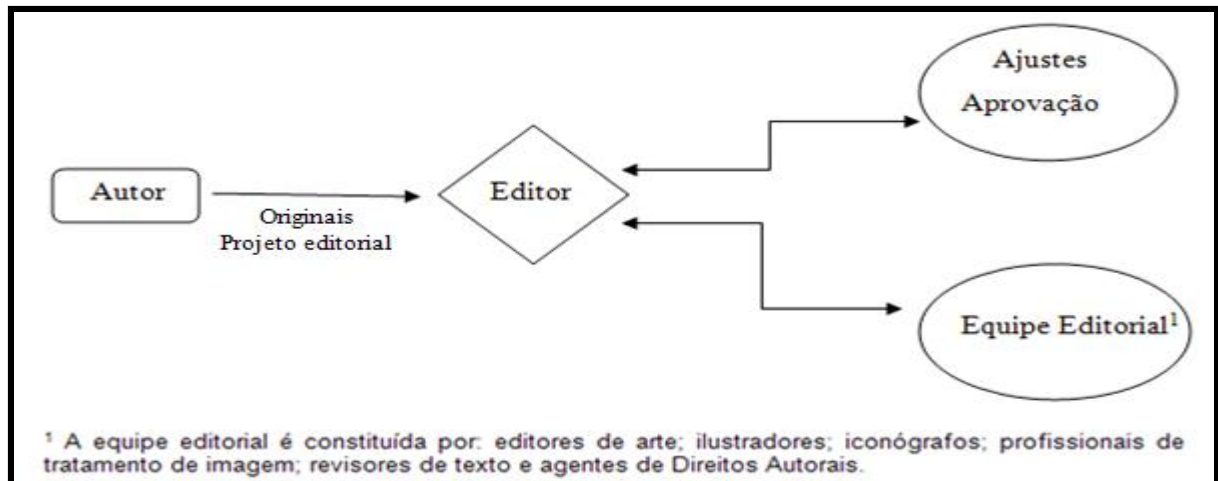 Autor
Originais
Projeto editorial
Editor
Ajustes
Aprovação
Equipe Editorial¹
¹ A equipe editorial é constituída por: editores de arte; ilustradores; iconógrafos; profissionais de
tratamento de imagem; revisores de texto e agentes de Direitos Autorais.